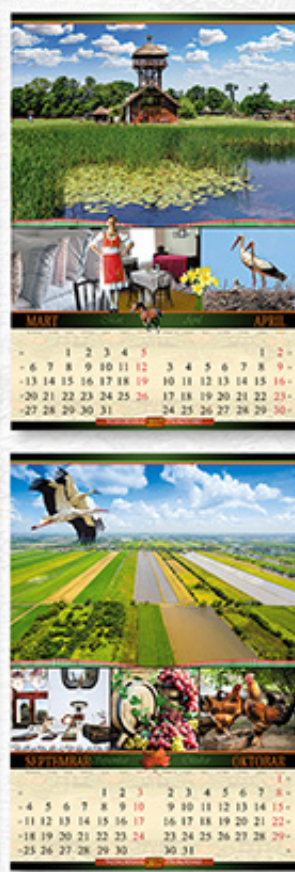 MART APRIL
1 2 3 4 5 1 2
6 7 8 9 10 11 12 3 4 5 6 7 8 9
13 14 15 16 17 18 19 10 11 12 13 14 15 16
20 21 22 23 24 25 26 17 18 19 20 21 22 23
27 28 29 30 31 24 25 26 27 28 29 30
2017
SEPTEMBAR OKTOBAR
1
1 2 3 2 3 4 5 6 7 8
4 5 6 7 8 9 10 9 10 11 12 13 14 15
11 12 13 14 15 16 17 16 17 18 19 20 21 22
18 19 20 21 22 23 24 23 24 25 26 27 28 29
25 26 27 28 29 30 30 31
2017